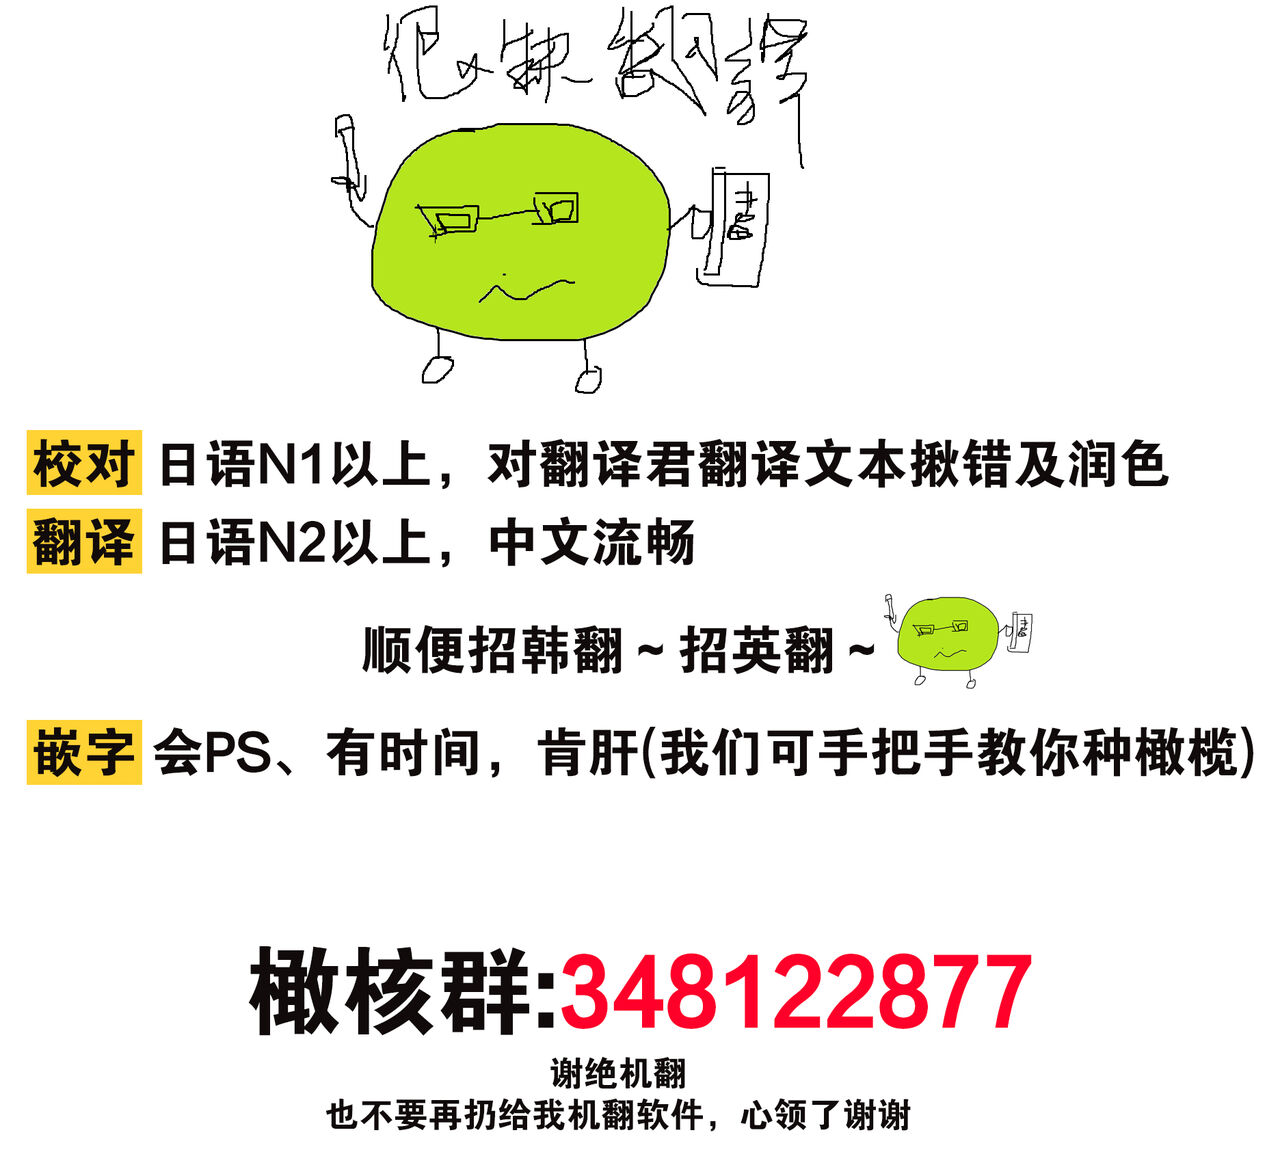 很缺翻譯
校对 日语N1以上，对翻译君翻译文本揪错及润色
翻译 日语N2以上，中文流畅
顺便招韩翻~招英翻~
嵌字 会PS、有时间，肯肝(我们可手把手教你种橄榄)
橄核群:348122877
谢绝机翻
也不要再扔给我机翻软件，心领了谢谢